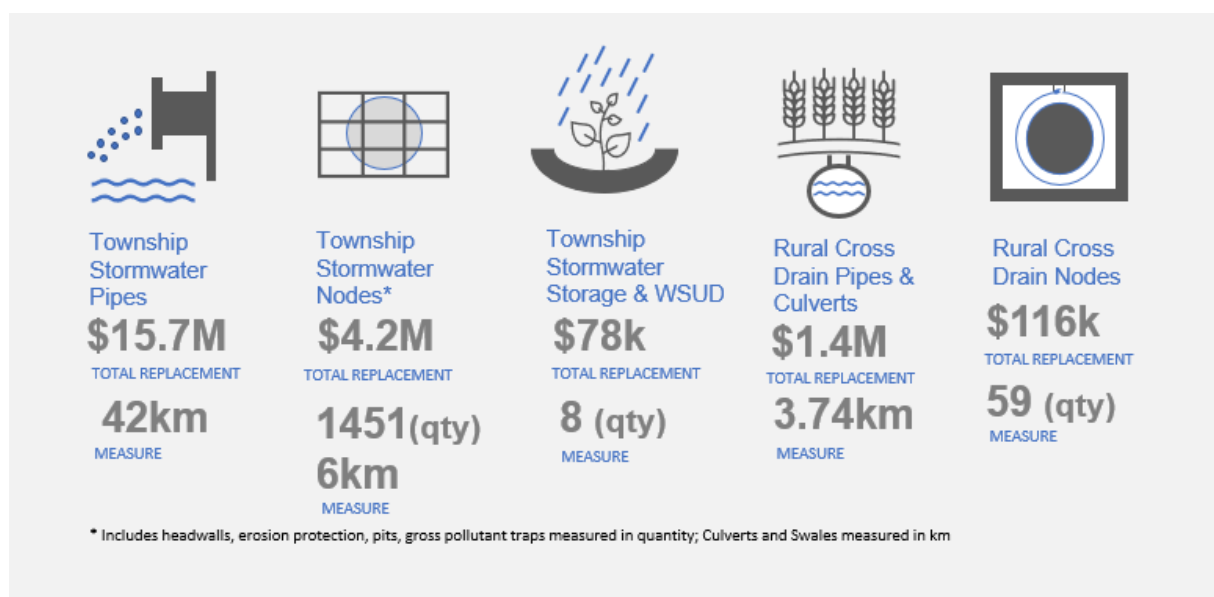 Township
Stormwater
Pipes
$15.7M
TOTAL REPLACEMENT
42km
MEASURE
Township
Stormwater
Nodes*
$4.2M
TOTAL REPLACEMENT
1451(qty)
6km
MEASURE
Township
Stormwater
Storage & WSUD
$78k
TOTAL REPLACEMENT
8 (qty)
MEASURE
Rural Cross
Drain Pipes &
Culverts
$1.4M
TOTAL REPLACEMENT
3.74km
MEASURE
Rural Cross
Drain Nodes
$116k
TOTAL REPLACEMENT
59 (qty)
MEASURE
* Includes headwalls, erosion protection, pits, gross pollutant traps measured in quantity; Culverts and Swales measured in km